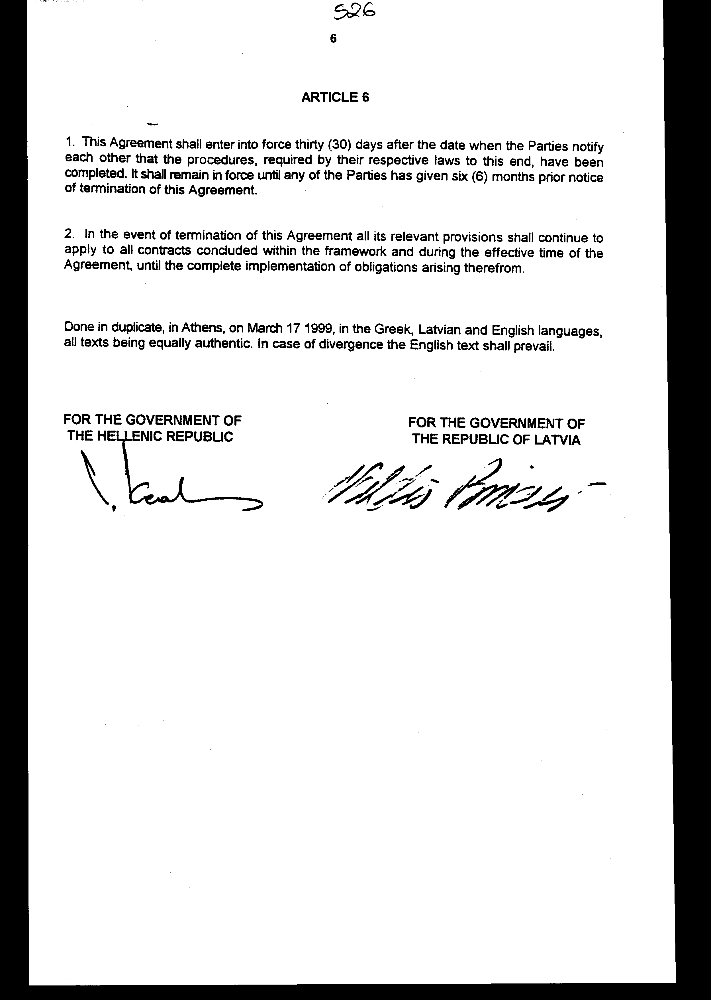 526
6
ARTICLE 6
1. This Agreement shall enter into force thirty (30) days after the date when the Parties notify
each other that the procedures, required by their respective laws to this end, have been
completed. It shall remain in force until any of the Parties has given six (6) months prior notice
of termination of this Agreement.
2. In the event of termination of this Agreement all its relevant provisions shall continue to
apply to all contracts concluded within the framework and during the effective time of the
Agreement, until the complete implementation of obligations arising therefrom.
Done in duplicate, in Athens, on March 17 1999, in the Greek, Latvian and English languages,
all texts being equally authentic. In case of divergence the English text shall prevail.
FOR THE GOVERNMENT OF
THE HELLENIC REPUBLIC
FOR THE GOVERNMENT OF
THE REPUBLIC OF LATVIA